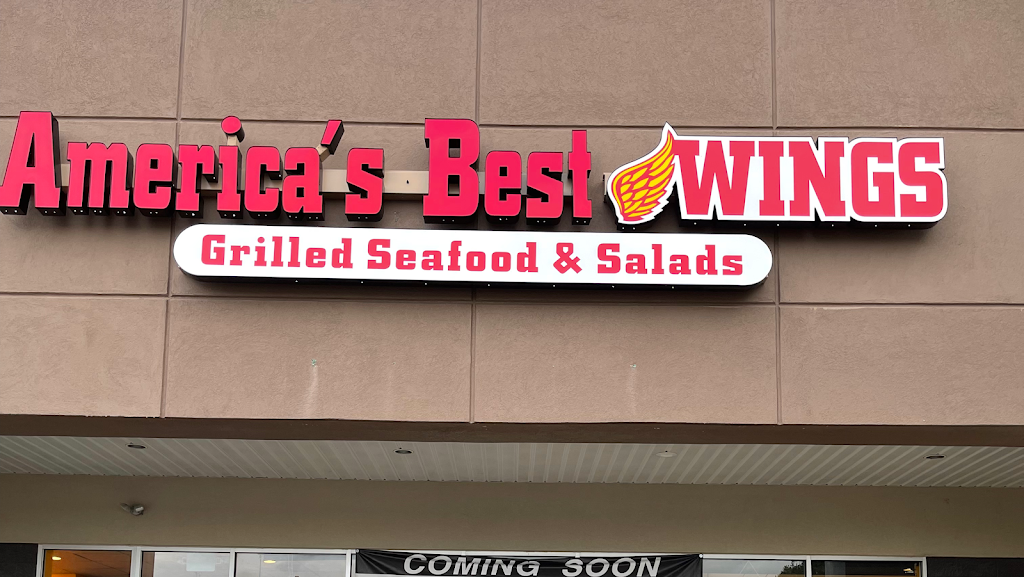 America's Best WINGS
Grilled Seafood & Salads
COMING SOON